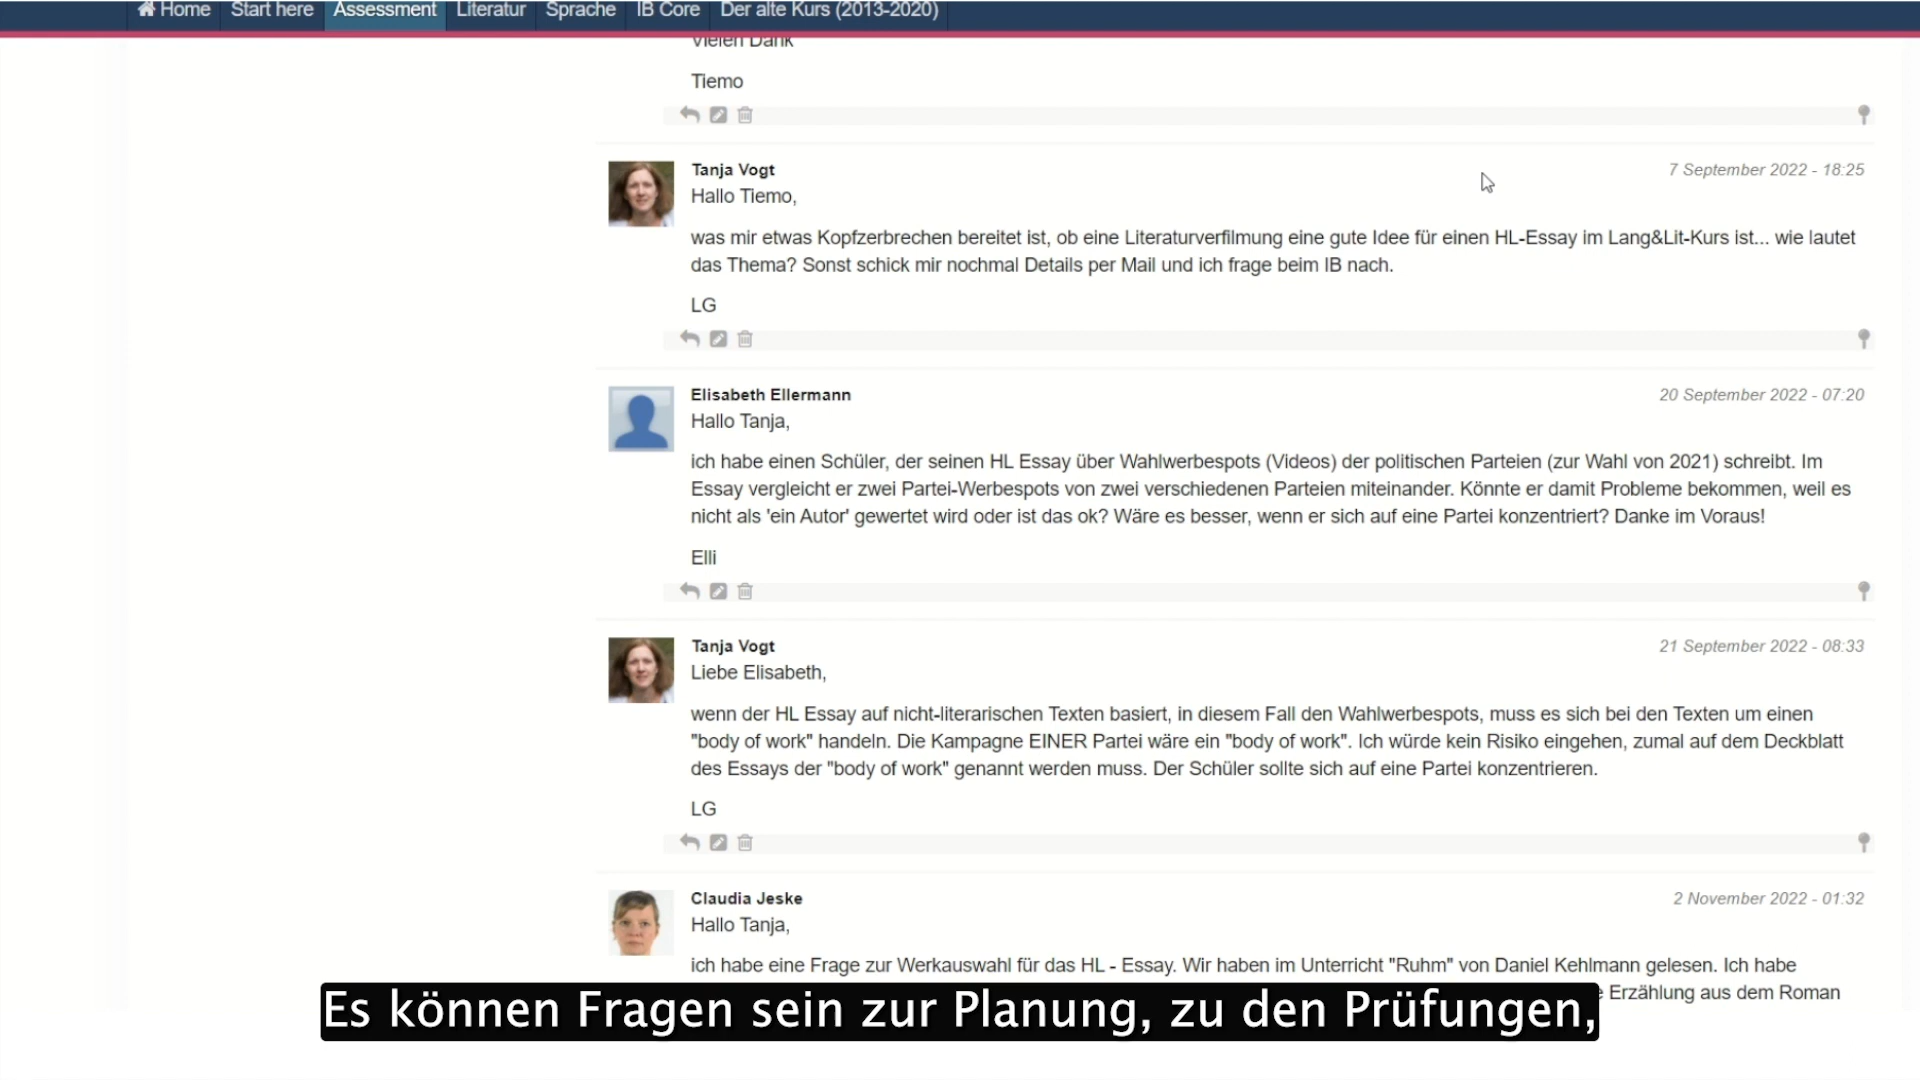 Home Start here Assessment Literatur Sprache IB Core Der alte Kurs (2013-2020)
Vielen Dank
Tiemo
Tanja Vogt 7 September 2022 - 18:25
Hallo Tiemo,
was mir etwas Kopfzerbrechen bereitet ist, ob eine Literaturverfilmung eine gute Idee für einen HL-Essay im Lang&Lit-Kurs ist... wie lautet
das Thema? Sonst schick mir nochmal Details per Mail und ich frage beim IB nach.
LG
Elisabeth Ellermann 20 September 2022 - 07:20
Hallo Tanja,
ich habe einen Schüler, der seinen HL Essay über Wahlwerbespots (Videos) der politischen Parteien (zur Wahl von 2021) schreibt. Im
Essay vergleicht er zwei Partei-Werbespots von zwei verschiedenen Parteien miteinander. Könnte er damit Probleme bekommen, weil es
nicht als 'ein Autor' gewertet wird oder ist das ok? Wäre es besser, wenn er sich auf eine Partei konzentriert? Danke im Voraus!
Elli
Tanja Vogt 21 September 2022 - 08:33
Liebe Elisabeth,
wenn der HL Essay auf nicht-literarischen Texten basiert, in diesem Fall den Wahlwerbespots, muss es sich bei den Texten um einen
"body of work" handeln. Die Kampagne EINER Partei wäre ein "body of work". Ich würde kein Risiko eingehen, zumal auf dem Deckblatt
des Essays der "body of work" genannt werden muss. Der Schüler sollte sich auf eine Partei konzentrieren.
LG
Claudia Jeske 2 November 2022 - 01:32
Hallo Tanja,
ich habe eine Frage zur Werkauswahl für das HL - Essay. Wir haben im Unterricht "Ruhm" von Daniel Kehlmann gelesen. Ich habe
Erzählung aus dem Roman
Es können Fragen sein zur Planung, zu den Prüfungen,